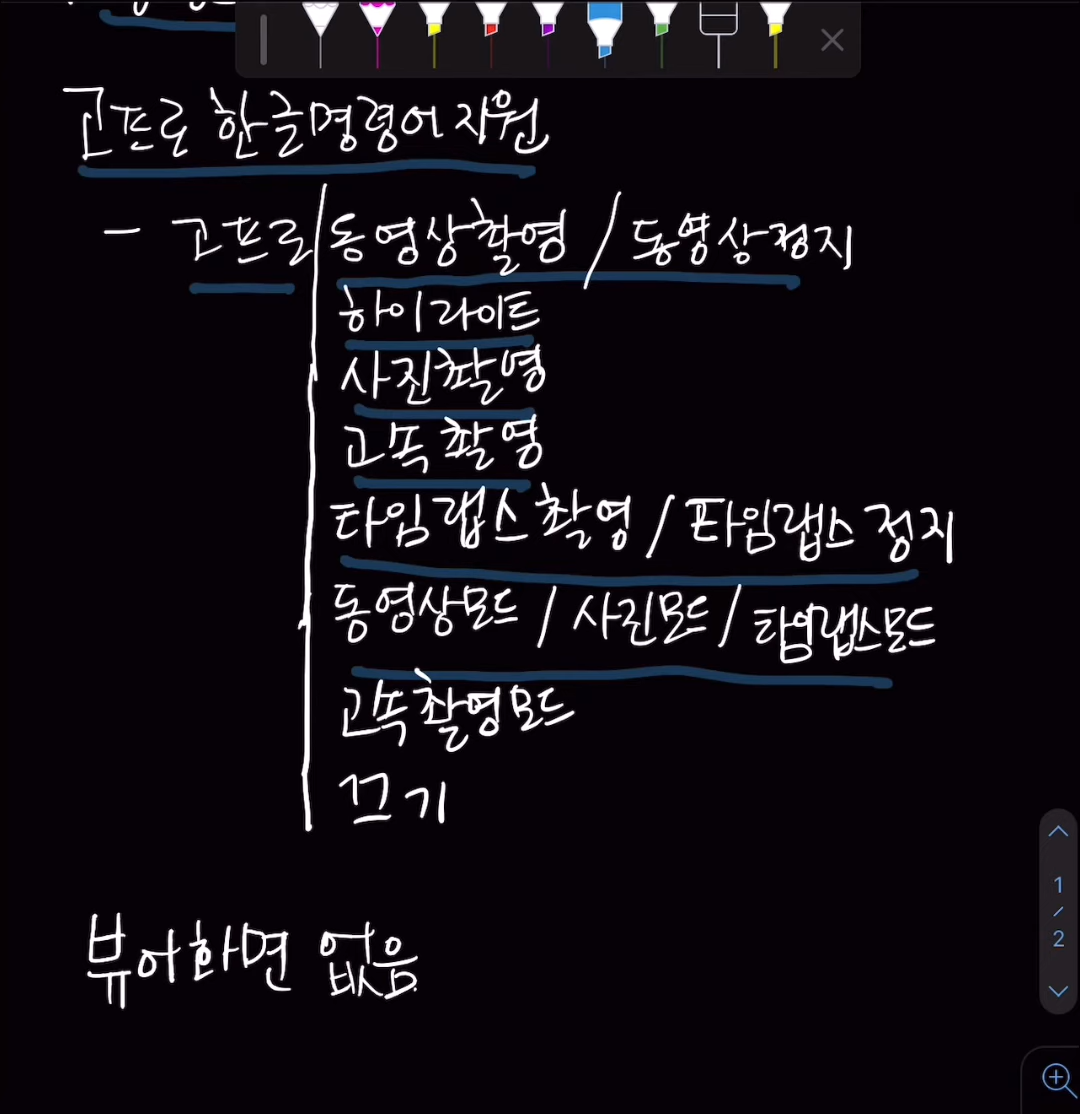 고프로 한글명령어 지원
- 고프로 동영상촬영 / 동영상정지
하이라이트
사진촬영
고속촬영
타임랩스 촬영 / 타임랩스 정지
동영상모드 / 사진모드 / 타임랩스모드
고속촬영모드
끄기
뷰어화면 없음
1
/
2